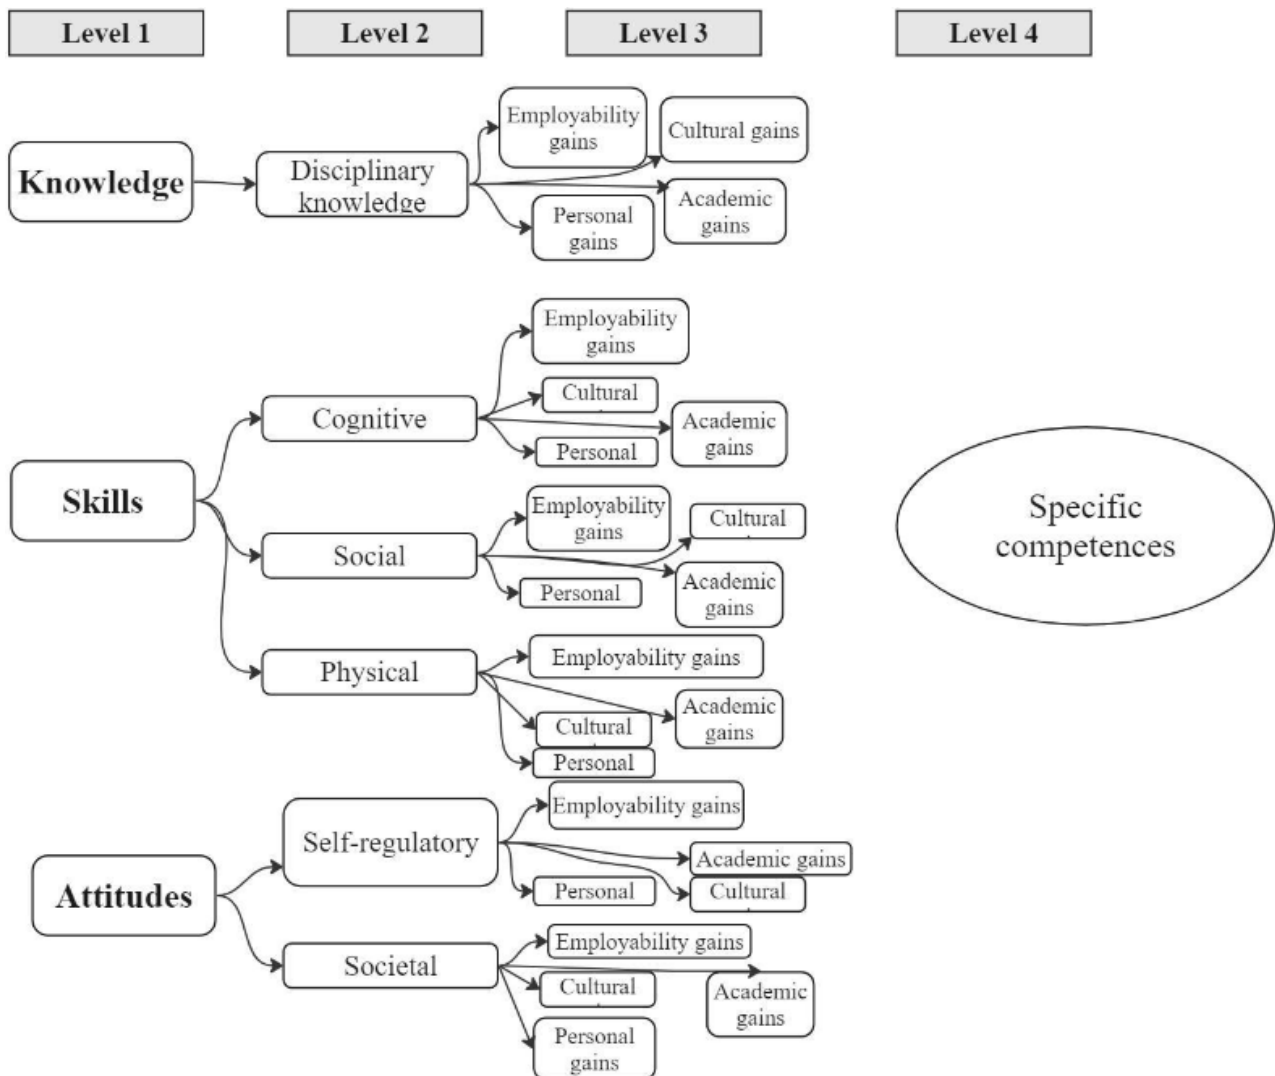 Level 1
Level 2
Level 3
Level 4
Knowledge
Disciplinary
knowledge
Employability
gains
Cultural gains
Academic
gains
Personal
gains
Skills
Cognitive
Employability
gains
Cultural
Academic
gains
Personal
Social
Employability
gains
Cultural
Academic
gains
Personal
Physical
Employability gains
Academic
gains
Cultural
Personal
Specific
competences
Attitudes
Self-regulatory
Employability gains
Academic gains
Personal
Cultural
Societal
Employability gains
Cultural
Academic
gains
Personal
gains